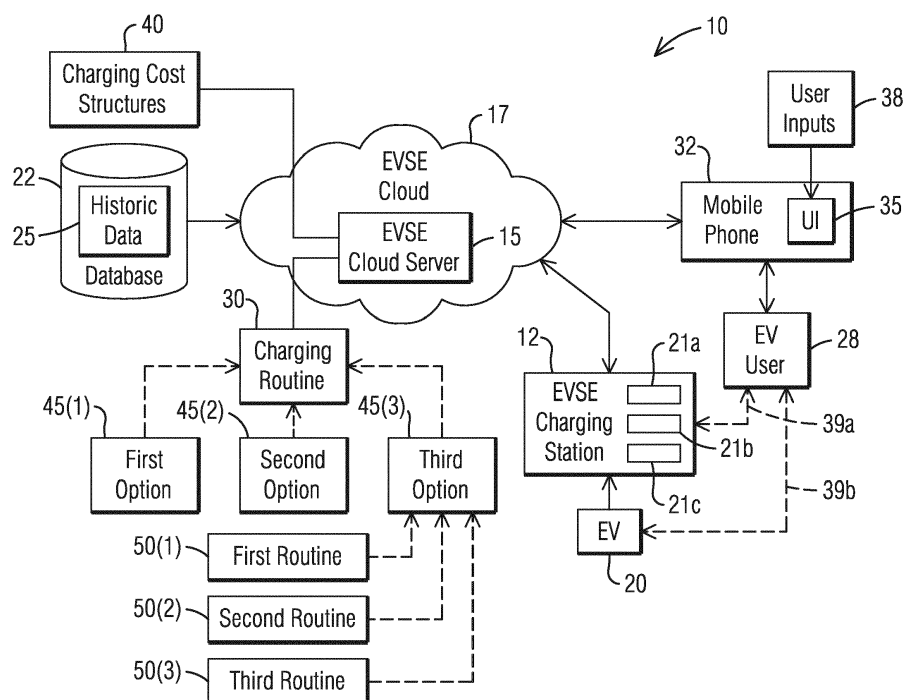 10
40
Charging Cost
Structures
17
User
Inputs
38
EVSE
Cloud
32
22
25
Historic
Data
Database
Mobile
Phone
UI
35
EVSE
Cloud Server
15
30
Charging
Routine
12
21a
EVSE
Charging
Station
21b
21c
EV
User
28
39a
39b
45(1)
45(2)
45(3)
First
Option
Second
Option
Third
Option
EV
20
50(1)
First Routine
50(2)
Second Routine
50(3)
Third Routine